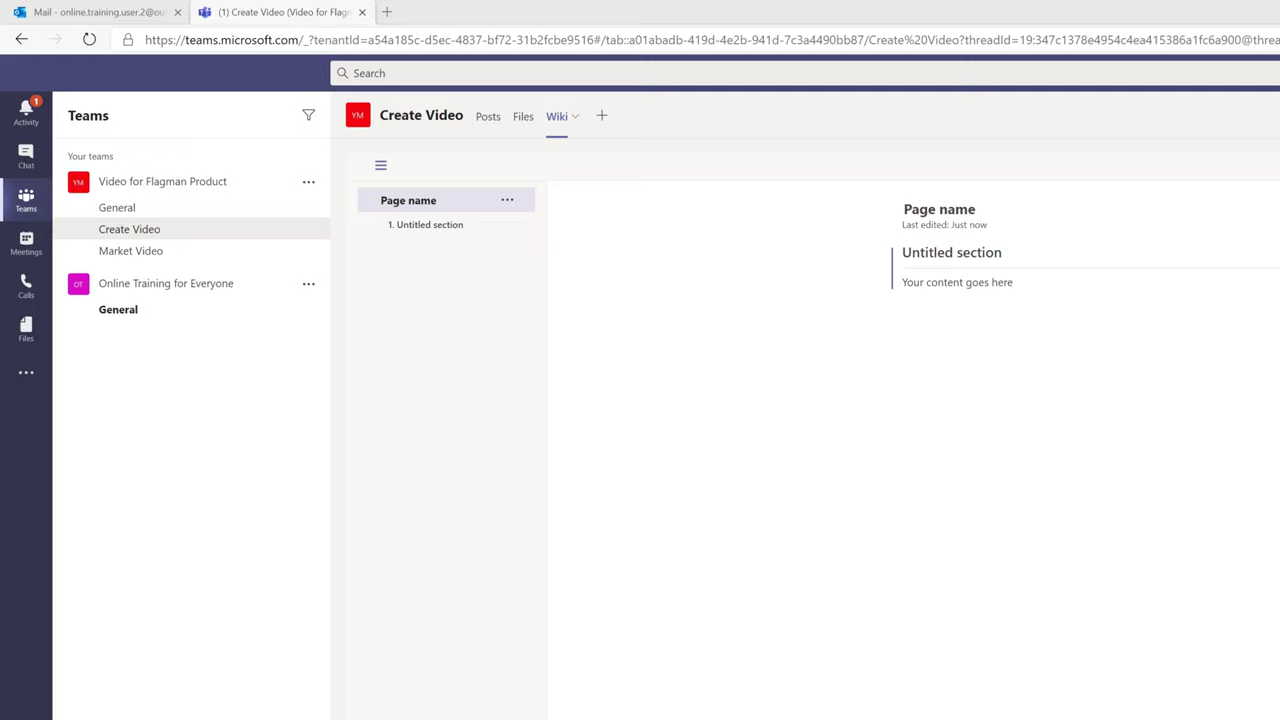 Mail - online.training.user.2@ou
(1) Create Video (Video for Flagm
https://teams.microsoft.com/_?tenantId=a54a185c-d5ec-4837-bf72-31b2fcbe9516#/tab::a01abadb-419d-4e2b-941d-7c3a4490bb87/Create%20Video?threadId=19:347c1378e4954c4ea415386a1fc6a900@threa
Search
Activity
1
Chat
Teams
Meetings
Calls
Files
Teams
Your teams
YM Video for Flagman Product
General
Create Video
Market Video
OT Online Training for Everyone
General
YM Create Video Posts Files Wiki
Page name
1. Untitled section
Page name
Last edited: Just now
Untitled section
Your content goes here